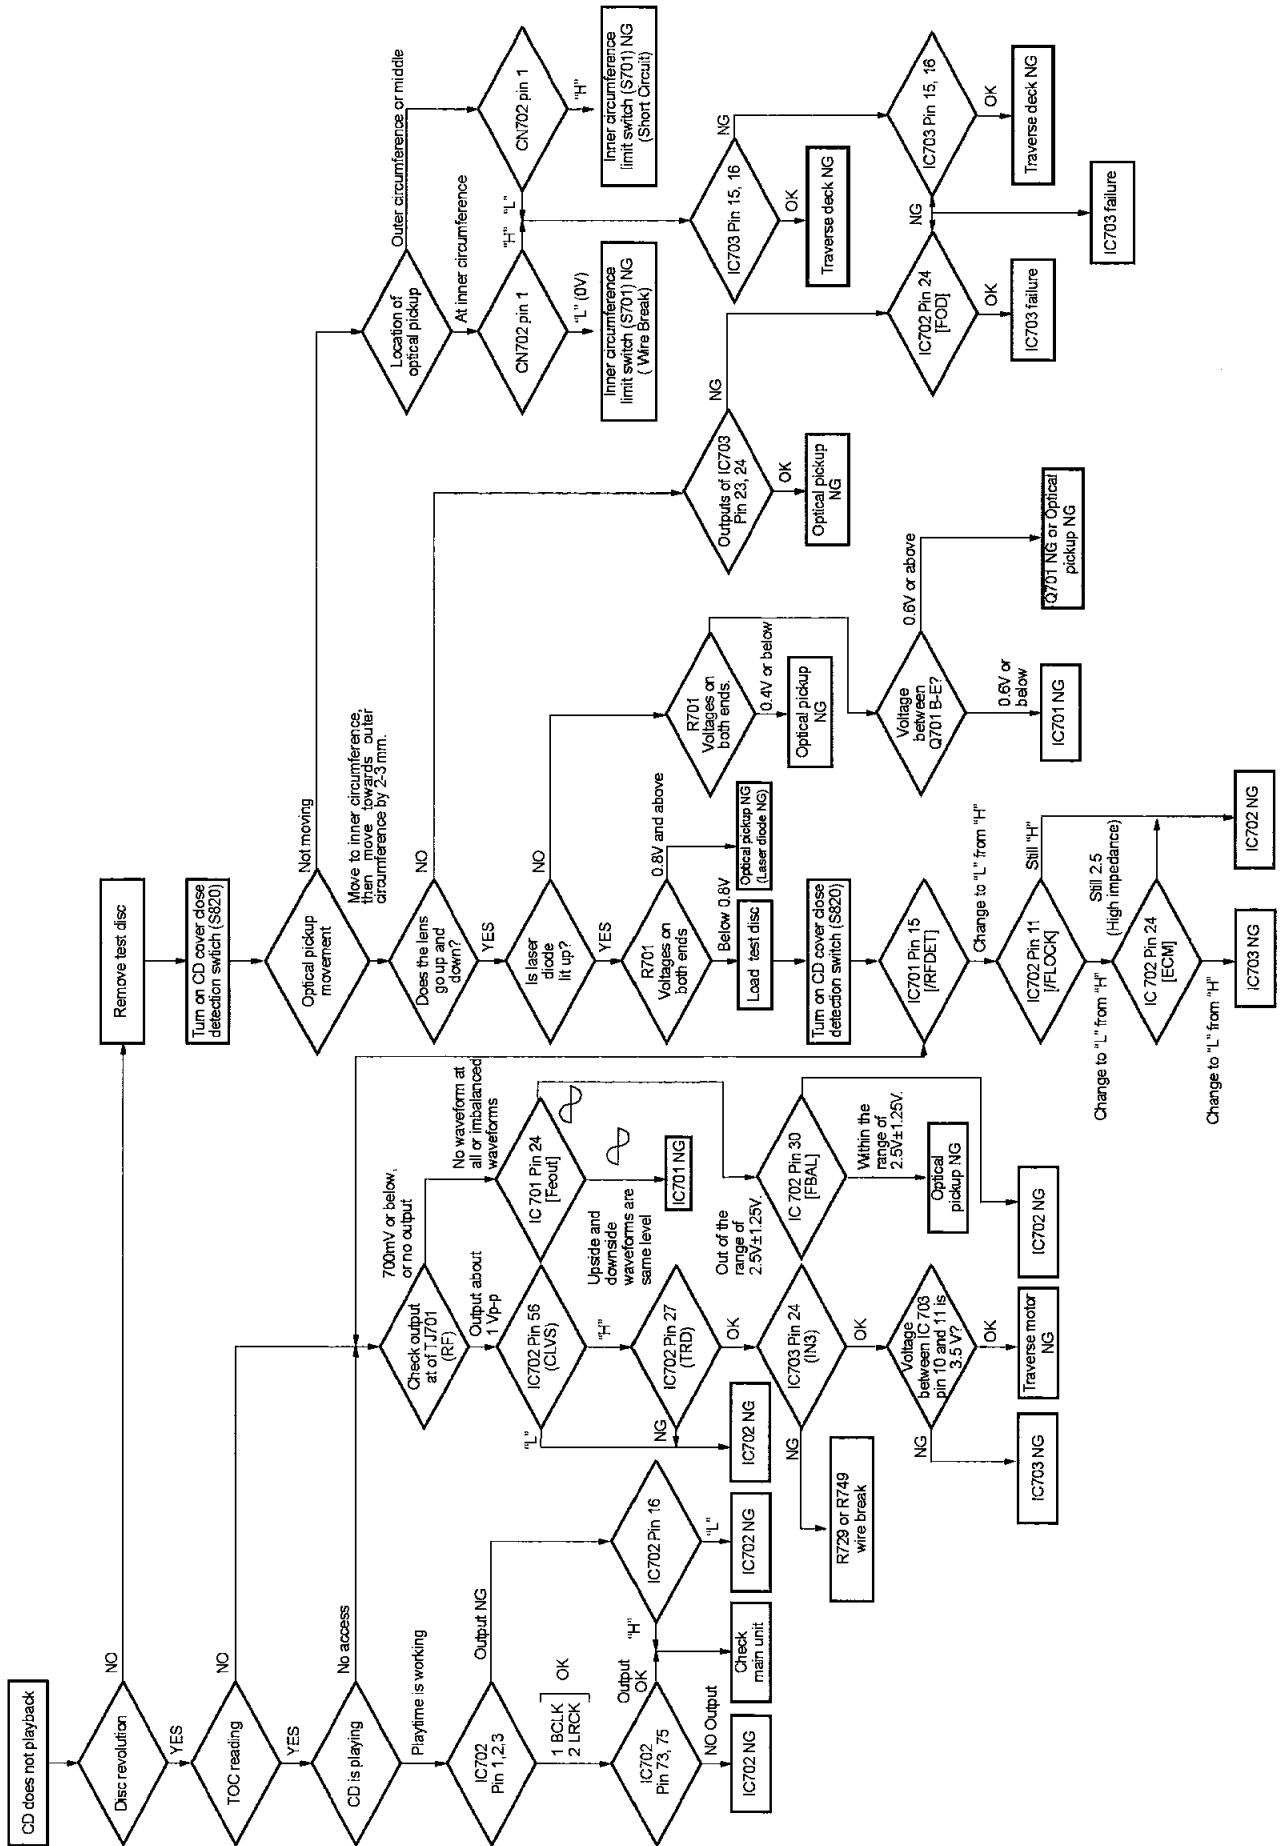 CD does not playback
Disc revolution
NO
YES
TOC reading
NO
YES
CD is playing
No access
Playtime is working
IC702
Pin 1,2,3
Output NG
1 BCLK
2 LRCK
OK
IC702
Pin 73, 75
Output
OK
NO Output
IC702 NG
IC702 Pin 16
"H"
"L"
Check
main unit
IC702 NG
Check output
at of TJ701
(RF)
700mV or below,
or no output
Output about
1 Vp-p
IC702 Pin 56
(CLVS)
"L"
"H"
IC702 Pin 27
(TRD)
NG
OK
IC702 NG
IC703 Pin 24
(IN3)
NG
OK
R729 or R749
wire break
Voltage
between IC 703
pin 10 and 11 is
3.5 V?
NG
OK
IC703 NG
Traverse motor
NG
IC 701 Pin 24
[Feout]
No waveform at
all or imbalanced
waveforms
Upside and
downside
waveforms are
same level
IC701 NG
IC 702 Pin 30
[FBAL]
Out of the
range of
2.5V±1.25V.
Within the
range of
2.5V±1.25V.
Optical
pickup NG
IC702 NG
Remove test disc
Turn on CD cover close
detection swtich (S820)
Optical pickup
movement
Not moving
Move to inner circumference,
then move towards outer
circumference by 2-3 mm.
Does the lens
go up and
down?
NO
YES
Is laser
diode
lit up?
NO
YES
R701
Voltages on
both ends
0.8V and above
Below 0.8V
Optical pickup NG
(Laser diode NG)
Load test disc
Turn on CD cover close
detection switch (S820)
IC701 Pin 15
[/RFDET]
Change to "L" from "H"
IC702 Pin 11
[/FLOCK]
Still "H"
Change to "L" from "H"
IC 702 Pin 24
[ECM]
Still 2.5
(High impedance)
Change to "L" from "H"
IC702 NG
IC703 NG
R701
Voltages on
both ends.
0.4V or below
Optical pickup
NG
Voltage
between
Q701 B-E?
0.6V or above
0.6V or
below
IC701 NG
Q701 NG or Optical
pickup NG
Outputs of IC703
Pin 23, 24
NG
OK
Optical pickup
NG
IC702 Pin 24
[FOD]
NG
OK
IC703 failure
IC703 Pin 15, 16
OK
Traverse deck NG
IC703 failure
Location of
optical pickup
Outer circumference or middle
At inner circumference
CN702 pin 1
"H"
"L" (0V)
Inner circumference
limit switch (S701) NG
( Wire Break)
CN702 pin 1
"L"
"H"
Inner circumference
limit switch (S701) NG
(Short Circuit)
IC703 Pin 15, 16
NG
OK
Traverse deck NG